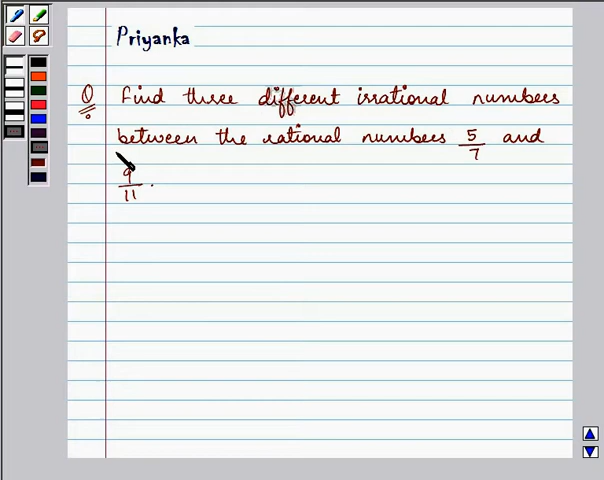 Priyanka
Q Find three different irrational numbers
between the rational numbers 5/7 and
9/11.